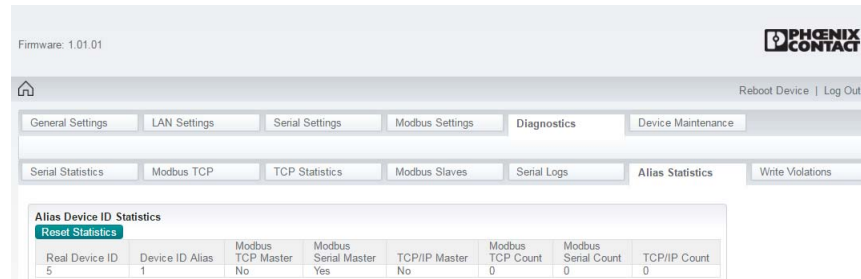 Firmware: 1.01.01
PHŒNIX
CONTACT
Reboot Device | Log Out
General Settings LAN Settings Serial Settings Modbus Settings Diagnostics Device Maintenance
Serial Statistics Modbus TCP TCP Statistics Modbus Slaves Serial Logs Alias Statistics Write Violations
Alias Device ID Statistics
Reset Statistics
Real Device ID Device ID Alias Modbus TCP Master Modbus Serial Master TCP/IP Master Modbus TCP Count Modbus Serial Count TCP/IP Count
5 1 No Yes No 0 0 0